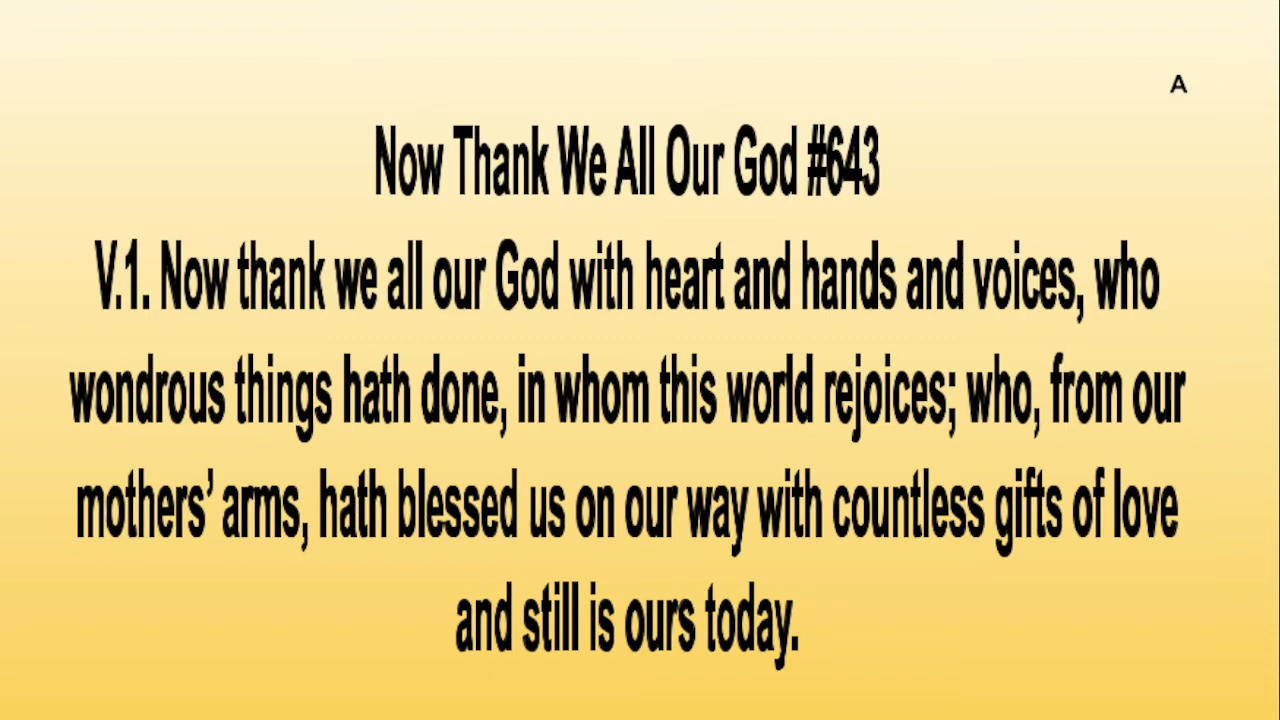 A
Now Thank We All Our God #643
V.1. Now thank we all our God with heart and hands and voices, who
wondrous things hath done, in whom this world rejoices; who, from our
mothers’ arms, hath blessed us on our way with countless gifts of love
and still is ours today.